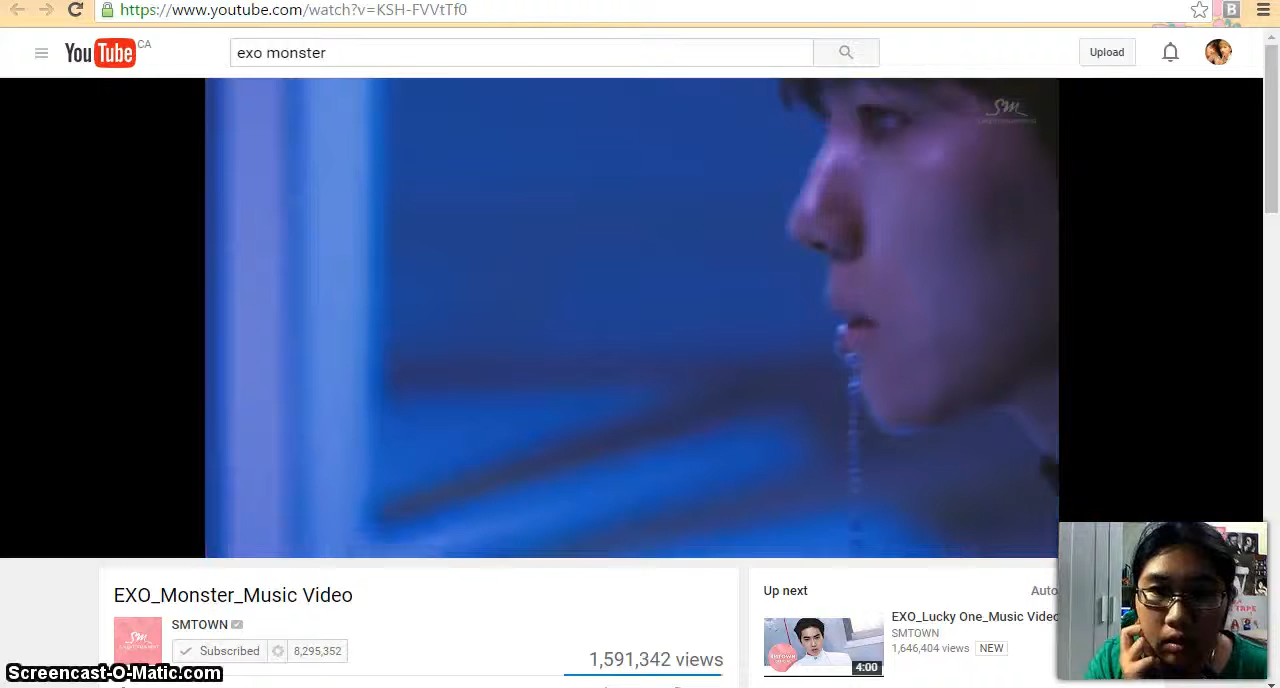 https://www.youtube.com/watch?v=KSH-FVVtTf0
B
YouTube CA
exo monster
Upload
SM
EXO_Monster_Music Video
SMTOWN
Subscribed 8,295,352
1,591,342 views
Up next
Auto
EXO_Lucky One_Music Video
SMTOWN
1,646,404 views NEW
4:00
Screencast-O-Matic.com